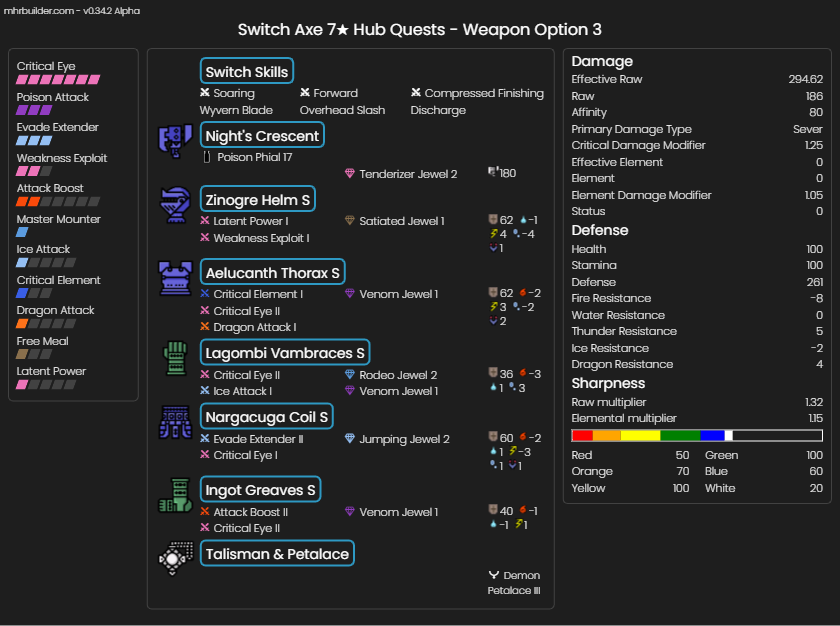 mhrbuilder.com - v0.34.2 Alpha
Switch Axe 7★ Hub Quests - Weapon Option 3
Critical Eye
Poison Attack
Evade Extender
Weakness Exploit
Attack Boost
Master Mounter
Ice Attack
Critical Element
Dragon Attack
Free Meal
Latent Power
Switch Skills
Soaring Wyvern Blade
Forward Overhead Slash
Compressed Finishing Discharge
Night's Crescent
Poison Phial 17
Tenderizer Jewel 2
180
Zinogre Helm S
Latent Power I
Weakness Exploit I
Satiated Jewel 1
62 -1
4 -4
1
Aelucanth Thorax S
Critical Element I
Critical Eye II
Dragon Attack I
Venom Jewel 1
62 -2
3 -2
2
Lagombi Vambraces S
Critical Eye II
Ice Attack I
Rodeo Jewel 2
Venom Jewel 1
36 -3
1 3
Nargacuga Coil S
Evade Extender II
Critical Eye I
Jumping Jewel 2
60 -2
1 -3
1 1
Ingot Greaves S
Attack Boost II
Critical Eye II
Venom Jewel 1
40 -1
-1 1
Talisman & Petalace
Demon
Petalace III
Damage
Effective Raw 294.62
Raw 186
Affinity 80
Primary Damage Type Sever
Critical Damage Modifier 1.25
Effective Element 0
Element 0
Element Damage Modifier 1.05
Status 0
Defense
Health 100
Stamina 100
Defense 261
Fire Resistance -8
Water Resistance 0
Thunder Resistance 5
Ice Resistance -2
Dragon Resistance 4
Sharpness
Raw multiplier 1.32
Elemental multiplier 1.15
Red 50 Green 100
Orange 70 Blue 60
Yellow 100 White 20